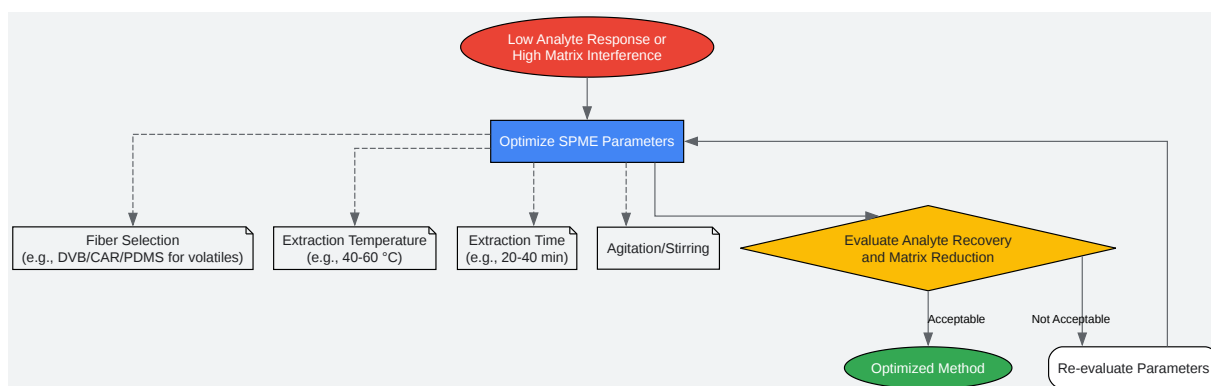 Low Analyte Response or
High Matrix Interference
Optimize SPME Parameters
Fiber Selection
(e.g., DVB/CAR/PDMS for volatiles)
Extraction Temperature
(e.g., 40-60 °C)
Extraction Time
(e.g., 20-40 min)
Agitation/Stirring
Evaluate Analyte Recovery
and Matrix Reduction
Acceptable
Not Acceptable
Optimized Method
Re-evaluate Parameters